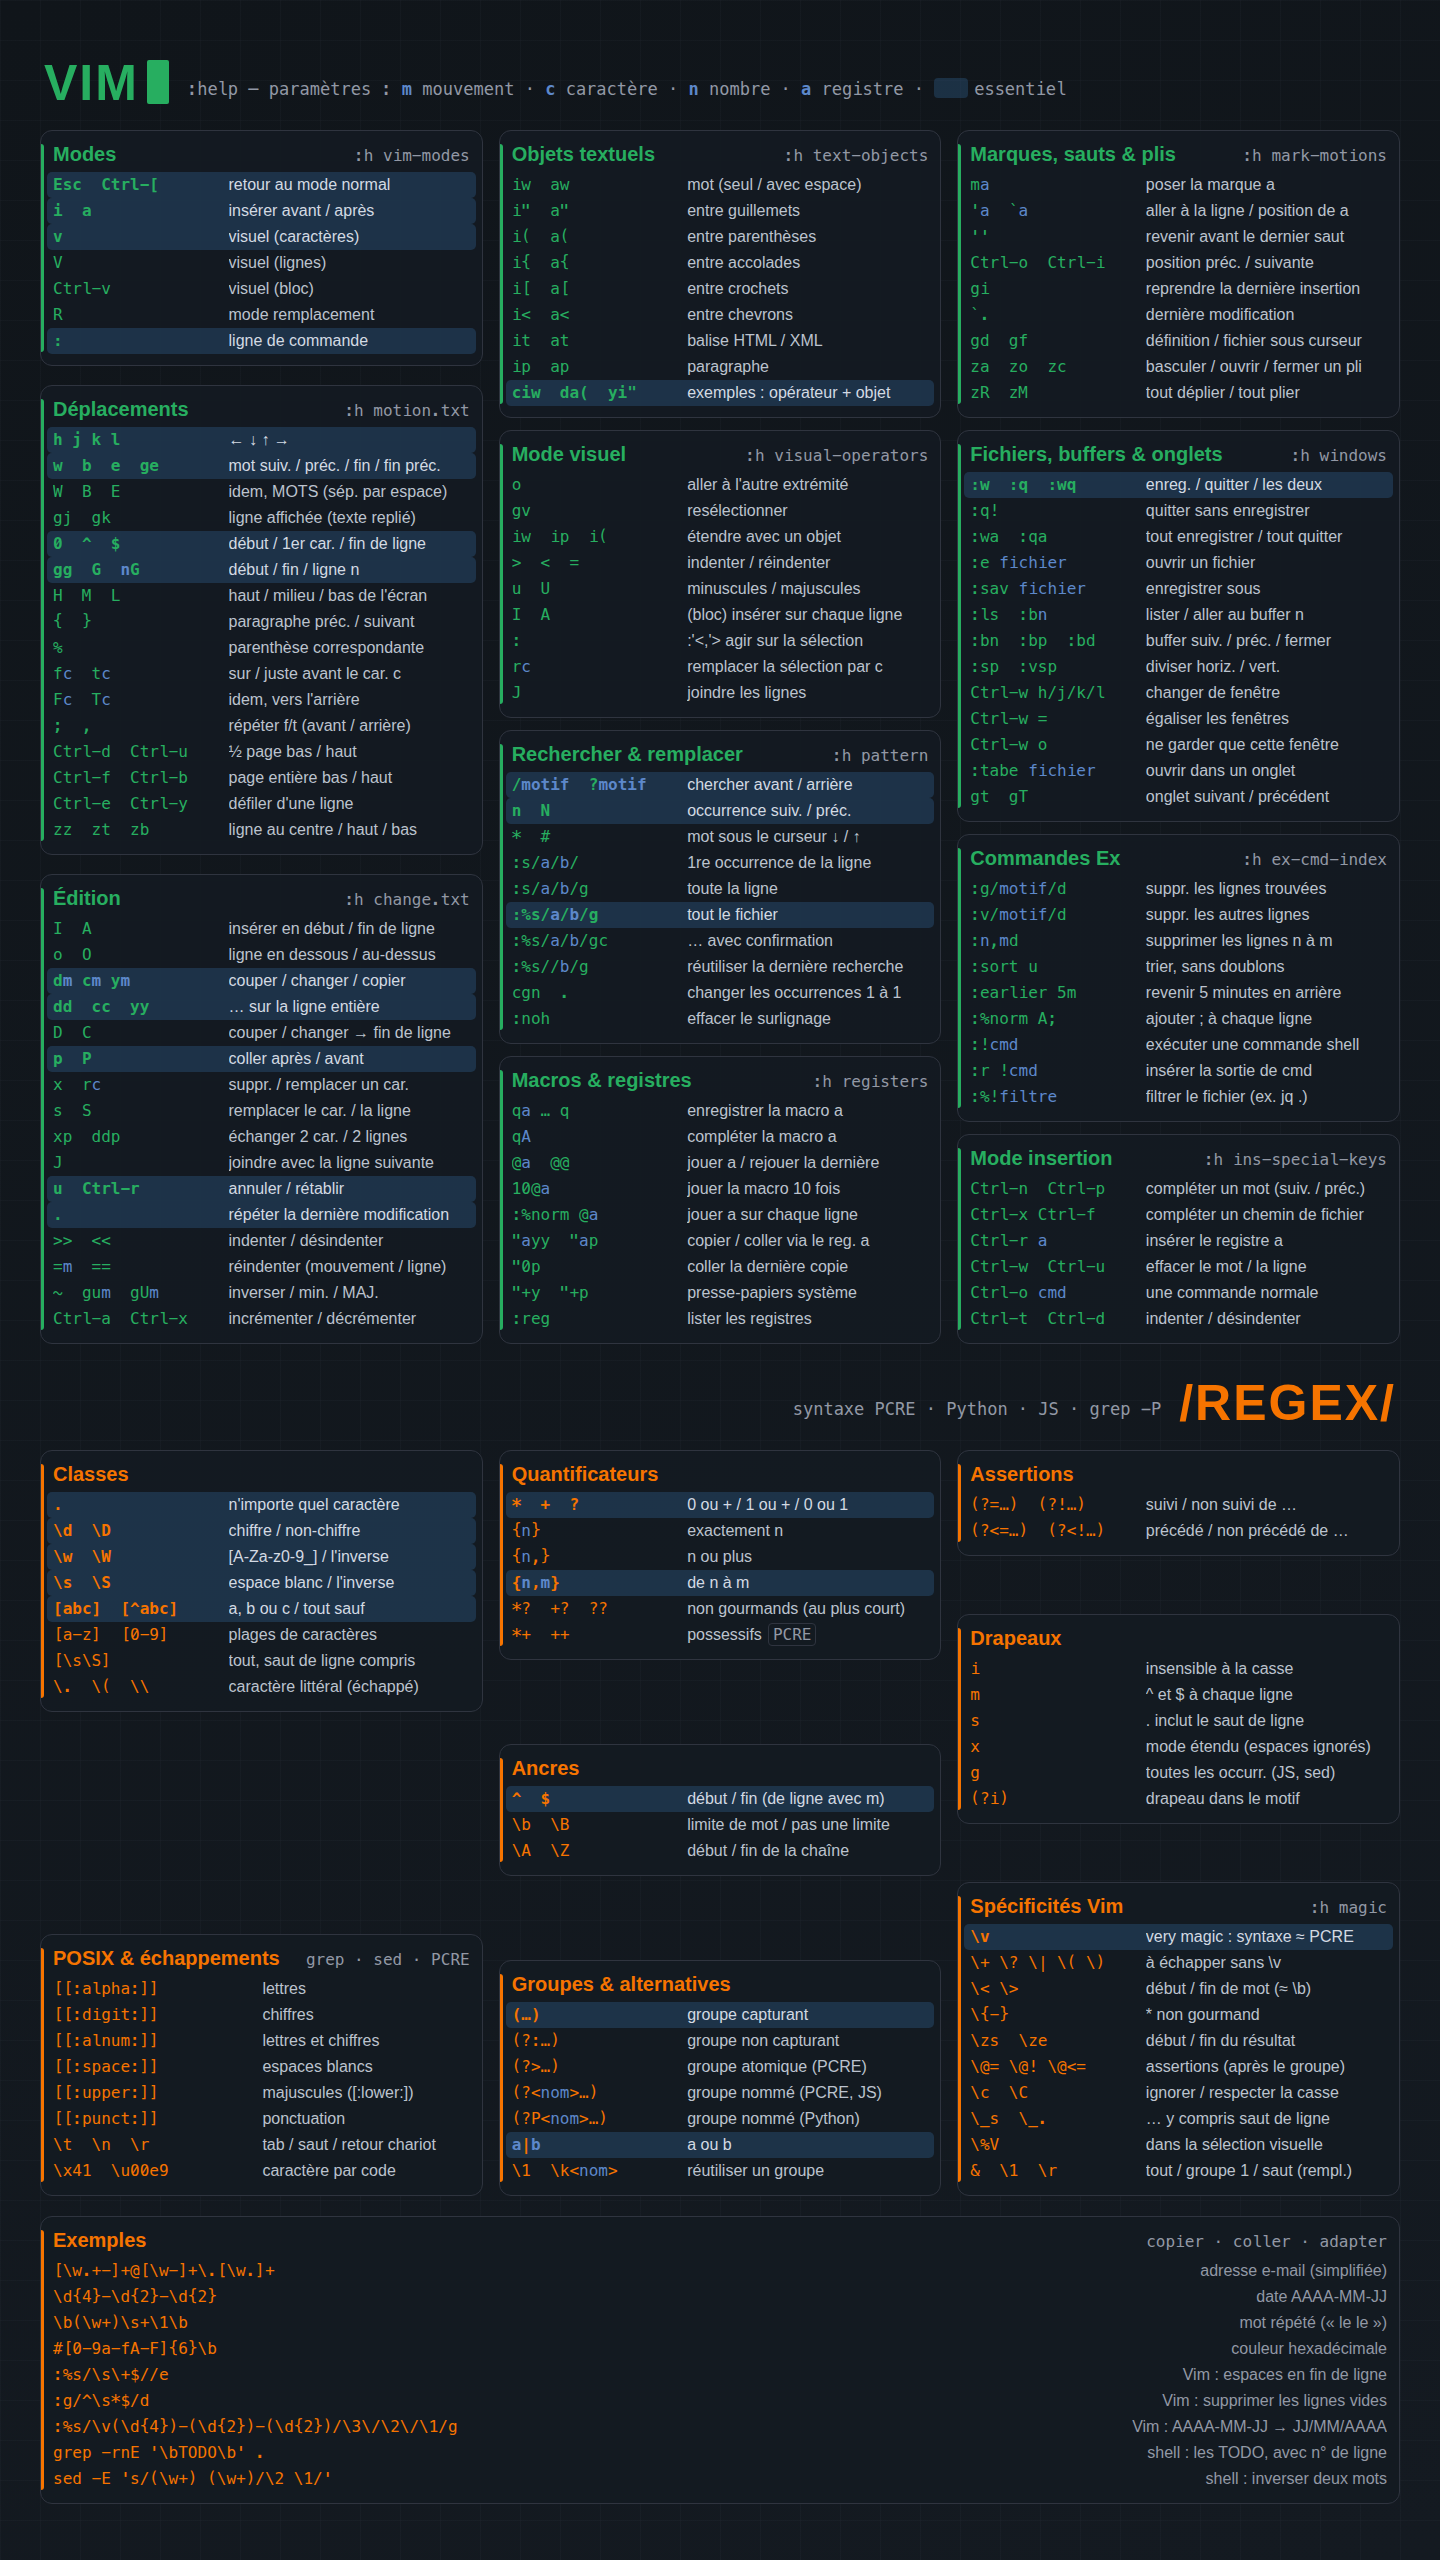 VIM
:help – paramètres : m mouvement · c caractère · n nombre · a registre · essentiel
Modes :h vim-modes
Esc Ctrl-[ retour au mode normal
i a insérer avant / après
v visuel (caractères)
V visuel (lignes)
Ctrl-v visuel (bloc)
R mode remplacement
: ligne de commande
Déplacements :h motion.txt
h j k l ← ↓ ↑ →
w b e ge mot suiv. / préc. / fin / fin préc.
W B E idem, MOTS (sép. par espace)
gj gk ligne affichée (texte replié)
0 ^ $ début / 1er car. / fin de ligne
gg G nG début / fin / ligne n
H M L haut / milieu / bas de l'écran
{ } paragraphe préc. / suivant
% parenthèse correspondante
fc tc sur / juste avant le car. c
Fc Tc idem, vers l'arrière
; , répéter f/t (avant / arrière)
Ctrl-d Ctrl-u ½ page bas / haut
Ctrl-f Ctrl-b page entière bas / haut
Ctrl-e Ctrl-y défiler d'une ligne
zz zt zb ligne au centre / haut / bas
Édition :h change.txt
I A insérer en début / fin de ligne
o O ligne en dessous / au-dessus
dm cm ym couper / changer / copier
dd cc yy … sur la ligne entière
D C couper / changer → fin de ligne
p P coller après / avant
x rc suppr. / remplacer un car.
s S remplacer le car. / la ligne
xp ddp échanger 2 car. / 2 lignes
J joindre avec la ligne suivante
u Ctrl-r annuler / rétablir
. répéter la dernière modification
>> << indenter / désindenter
=m == réindenter (mouvement / ligne)
~ gum gUm inverser / min. / MAJ.
Ctrl-a Ctrl-x incrémenter / décrémenter
Objets textuels :h text-objects
iw aw mot (seul / avec espace)
i" a" entre guillemets
i( a( entre parenthèses
i{ a{ entre accolades
i[ a[ entre crochets
i< a< entre chevrons
it at balise HTML / XML
ip ap paragraphe
ciw da( yi" exemples : opérateur + objet
Mode visuel :h visual-operators
o aller à l'autre extrémité
gv resélectionner
iw ip i( étendre avec un objet
> < = indenter / réindenter
u U minuscules / majuscules
I A (bloc) insérer sur chaque ligne
: :'<,'> agir sur la sélection
rc remplacer la sélection par c
J joindre les lignes
Rechercher & remplacer :h pattern
/motif ?motif chercher avant / arrière
n N occurrence suiv. / préc.
* # mot sous le curseur ↓ / ↑
:s/a/b/ 1re occurrence de la ligne
:s/a/b/g toute la ligne
:%s/a/b/g tout le fichier
:%s/a/b/gc … avec confirmation
:%s//b/g réutiliser la dernière recherche
cgn . changer les occurrences 1 à 1
:noh effacer le surlignage
Macros & registres :h registers
qa … q enregistrer la macro a
qA compléter la macro a
@a @@ jouer a / rejouer la dernière
10@a jouer la macro 10 fois
:%norm @a jouer a sur chaque ligne
"ayy "ap copier / coller via le reg. a
"0p coller la dernière copie
"+y "+p presse-papiers système
:reg lister les registres
Marques, sauts & plis :h mark-motions
ma poser la marque a
'a `a aller à la ligne / position de a
'' revenir avant le dernier saut
Ctrl-o Ctrl-i position préc. / suivante
gi reprendre la dernière insertion
`. dernière modification
gd gf définition / fichier sous curseur
za zo zc basculer / ouvrir / fermer un pli
zR zM tout déplier / tout plier
Fichiers, buffers & onglets :h windows
:w :q :wq enreg. / quitter / les deux
:q! quitter sans enregistrer
:wa :qa tout enregistrer / tout quitter
:e fichier ouvrir un fichier
:sav fichier enregistrer sous
:ls :bn lister / aller au buffer n
:bn :bp :bd buffer suiv. / préc. / fermer
:sp :vsp diviser horiz. / vert.
Ctrl-w h/j/k/l changer de fenêtre
Ctrl-w = égaliser les fenêtres
Ctrl-w o ne garder que cette fenêtre
:tabe fichier ouvrir dans un onglet
gt gT onglet suivant / précédent
Commandes Ex :h ex-cmd-index
:g/motif/d suppr. les lignes trouvées
:v/motif/d suppr. les autres lignes
:n,md supprimer les lignes n à m
:sort u trier, sans doublons
:earlier 5m revenir 5 minutes en arrière
:%norm A; ajouter ; à chaque ligne
:!cmd exécuter une commande shell
:r !cmd insérer la sortie de cmd
:%!filtre filtrer le fichier (ex. jq .)
Mode insertion :h ins-special-keys
Ctrl-n Ctrl-p compléter un mot (suiv. / préc.)
Ctrl-x Ctrl-f compléter un chemin de fichier
Ctrl-r a insérer le registre a
Ctrl-w Ctrl-u effacer le mot / la ligne
Ctrl-o cmd une commande normale
Ctrl-t Ctrl-d indenter / désindenter
syntaxe PCRE · Python · JS · grep -P /REGEX/
Classes
. n'importe quel caractère
\d \D chiffre / non-chiffre
\w \W [A-Za-z0-9_] / l'inverse
\s \S espace blanc / l'inverse
[abc] [^abc] a, b ou c / tout sauf
[a-z] [0-9] plages de caractères
[\s\S] tout, saut de ligne compris
\. \( \\ caractère littéral (échappé)
POSIX & échappements grep · sed · PCRE
[[:alpha:]] lettres
[[:digit:]] chiffres
[[:alnum:]] lettres et chiffres
[[:space:]] espaces blancs
[[:upper:]] majuscules ([:lower:])
[[:punct:]] ponctuation
\t \n \r tab / saut / retour chariot
\x41 \u00e9 caractère par code
Quantificateurs
* + ? 0 ou + / 1 ou + / 0 ou 1
{n} exactement n
{n,} n ou plus
{n,m} de n à m
*? +? ?? non gourmands (au plus court)
*+ ++ possessifs PCRE
Ancres
^ $ début / fin (de ligne avec m)
\b \B limite de mot / pas une limite
\A \Z début / fin de la chaîne
Groupes & alternatives
(…) groupe capturant
(?:…) groupe non capturant
(?>…) groupe atomique (PCRE)
(?<nom>…) groupe nommé (PCRE, JS)
(?P<nom>…) groupe nommé (Python)
a|b a ou b
\1 \k<nom> réutiliser un groupe
Assertions
(?=…) (?!…) suivi / non suivi de …
(?<=…) (?<!…) précédé / non précédé de …
Drapeaux
i insensible à la casse
m ^ et $ à chaque ligne
s . inclut le saut de ligne
x mode étendu (espaces ignorés)
g toutes les occurr. (JS, sed)
(?i) drapeau dans le motif
Spécificités Vim :h magic
\v very magic : syntaxe ≈ PCRE
\+ \? \| \( \) à échapper sans \v
\< \> début / fin de mot (≈ \b)
\{-} * non gourmand
\zs \ze début / fin du résultat
\@= \@! \@<= assertions (après le groupe)
\c \C ignorer / respecter la casse
\_s \_. … y compris saut de ligne
\%V dans la sélection visuelle
& \1 \r tout / groupe 1 / saut (rempl.)
Exemples copier · coller · adapter
[\w.+-]+@[\w-]+\.[\w.]+ adresse e-mail (simplifiée)
\d{4}-\d{2}-\d{2} date AAAA-MM-JJ
\b(\w+)\s+\1\b mot répété (« le le »)
#[0-9a-fA-F]{6}\b couleur hexadécimale
:%s/\s\+$//e Vim : espaces en fin de ligne
:g/^\s*$/d Vim : supprimer les lignes vides
:%s/\v(\d{4})-(\d{2})-(\d{2})/\3\/\2\/\1/g Vim : AAAA-MM-JJ → JJ/MM/AAAA
grep -rnE '\bTODO\b' . shell : les TODO, avec n° de ligne
sed -E 's/(\w+) (\w+)/\2 \1/' shell : inverser deux mots